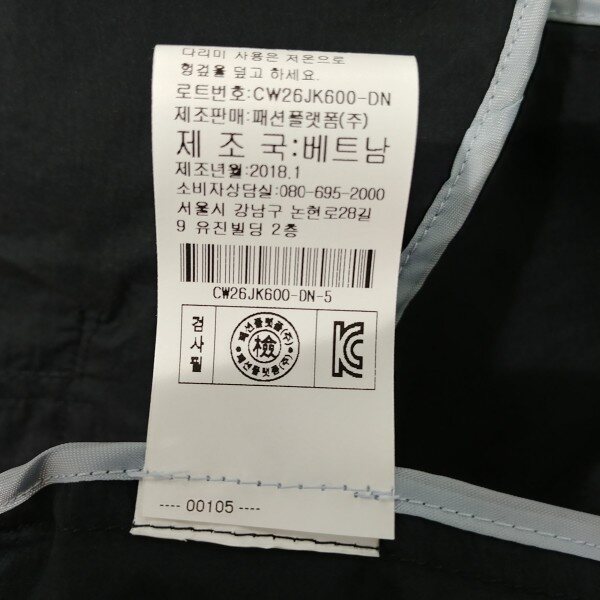 다리미 사용은 저온으로
헝겊을 덮고 하세요.
로트번호:CW26JK600-DN
제조판매:패션플랫폼(주)
제 조 국:베트남
제조년월:2018.1
소비자상담실:080-695-2000
서울시 강남구 논현로28길
9 유진빌딩 2층
CW26JK600-DN-5
검사필
패션플랫폼(주)
檢
패션플랫폼(주)
KC
---- 00105 ----